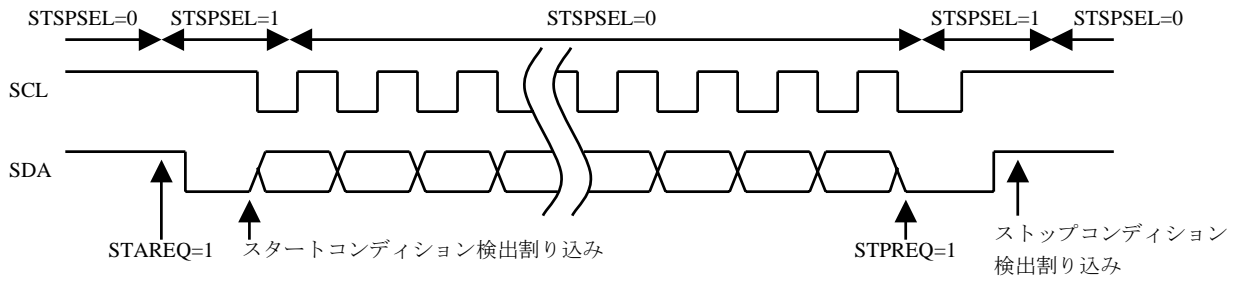 STSPSEL=0 STSPSEL=1 STSPSEL=0 STSPSEL=1 STSPSEL=0
SCL
SDA
STAREQ=1 スタートコンディション検出割り込み STPREQ=1 ストップコンディション
検出割り込み